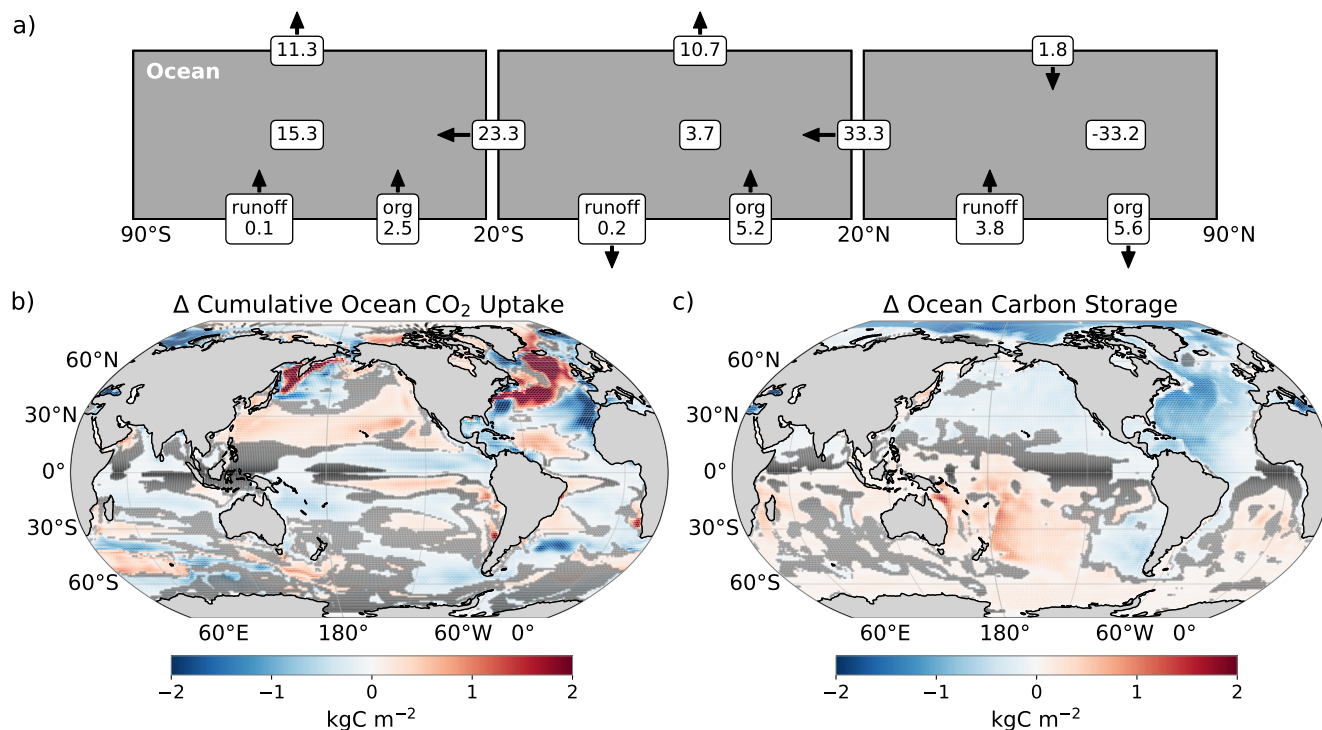 a)
11.3
10.7
1.8
Ocean
15.3
23.3
3.7
33.3
-33.2
runoff
0.1
org
2.5
runoff
0.2
org
5.2
runoff
3.8
org
5.6
90°S
20°S
20°N
90°N
b)
Δ Cumulative Ocean CO₂ Uptake
60°N
30°N
0°
30°S
60°S
60°E
180°
60°W
0°
−2
−1
0
1
2
kgC m⁻²
c)
Δ Ocean Carbon Storage
60°N
30°N
0°
30°S
60°S
60°E
180°
60°W
0°
−2
−1
0
1
2
kgC m⁻²